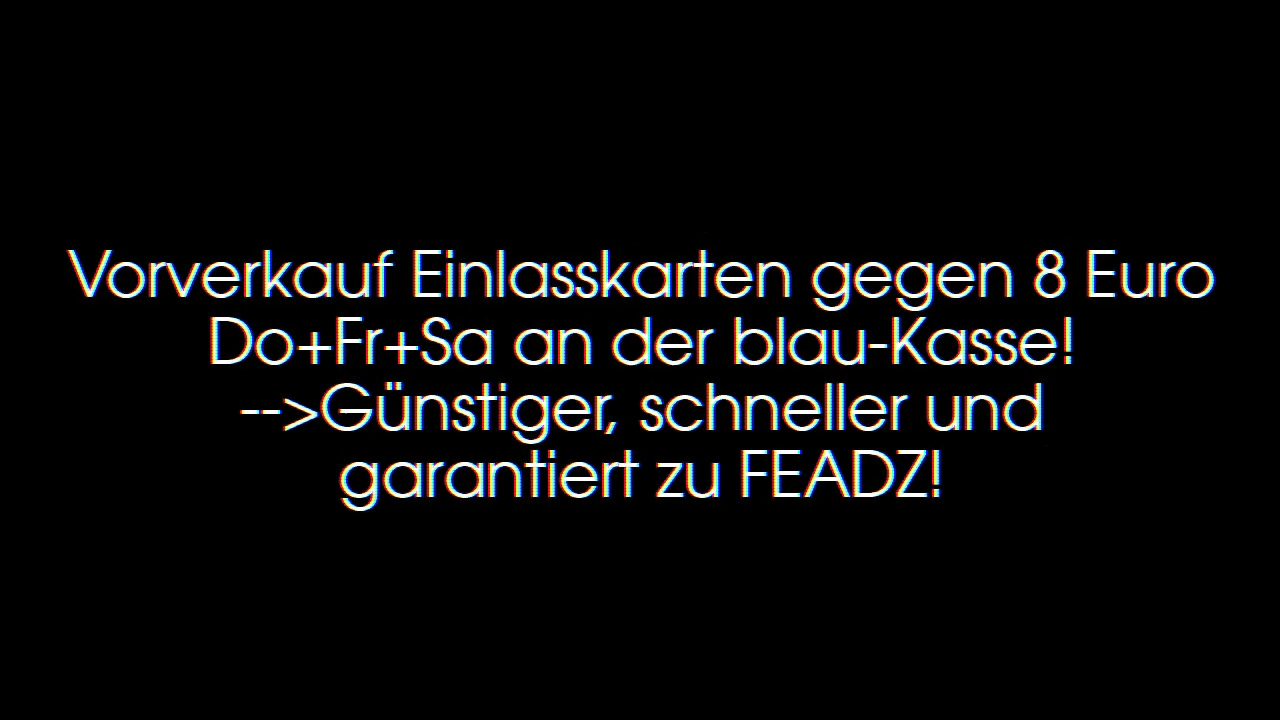 Vorverkauf Einlasskarten gegen 8 Euro
Do+Fr+Sa an der blau-Kasse!
-->Günstiger, schneller und
garantiert zu FEADZ!